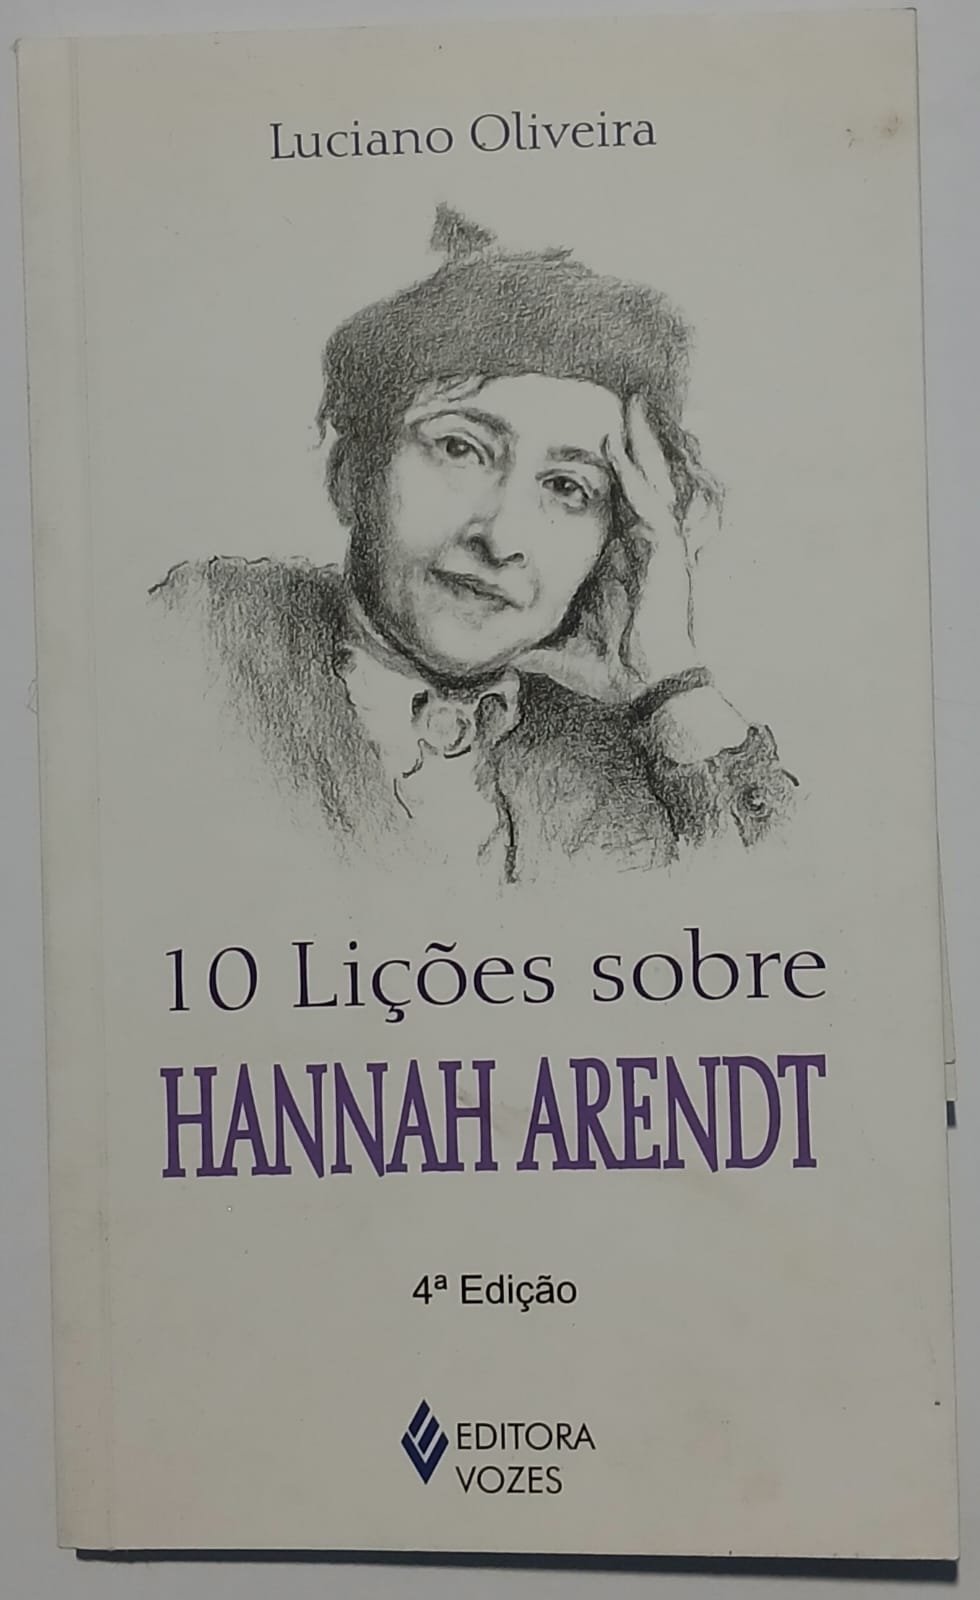 Luciano Oliveira
10 Lições sobre
HANNAH ARENDT
4ª Edição
EDITORA
VOZES